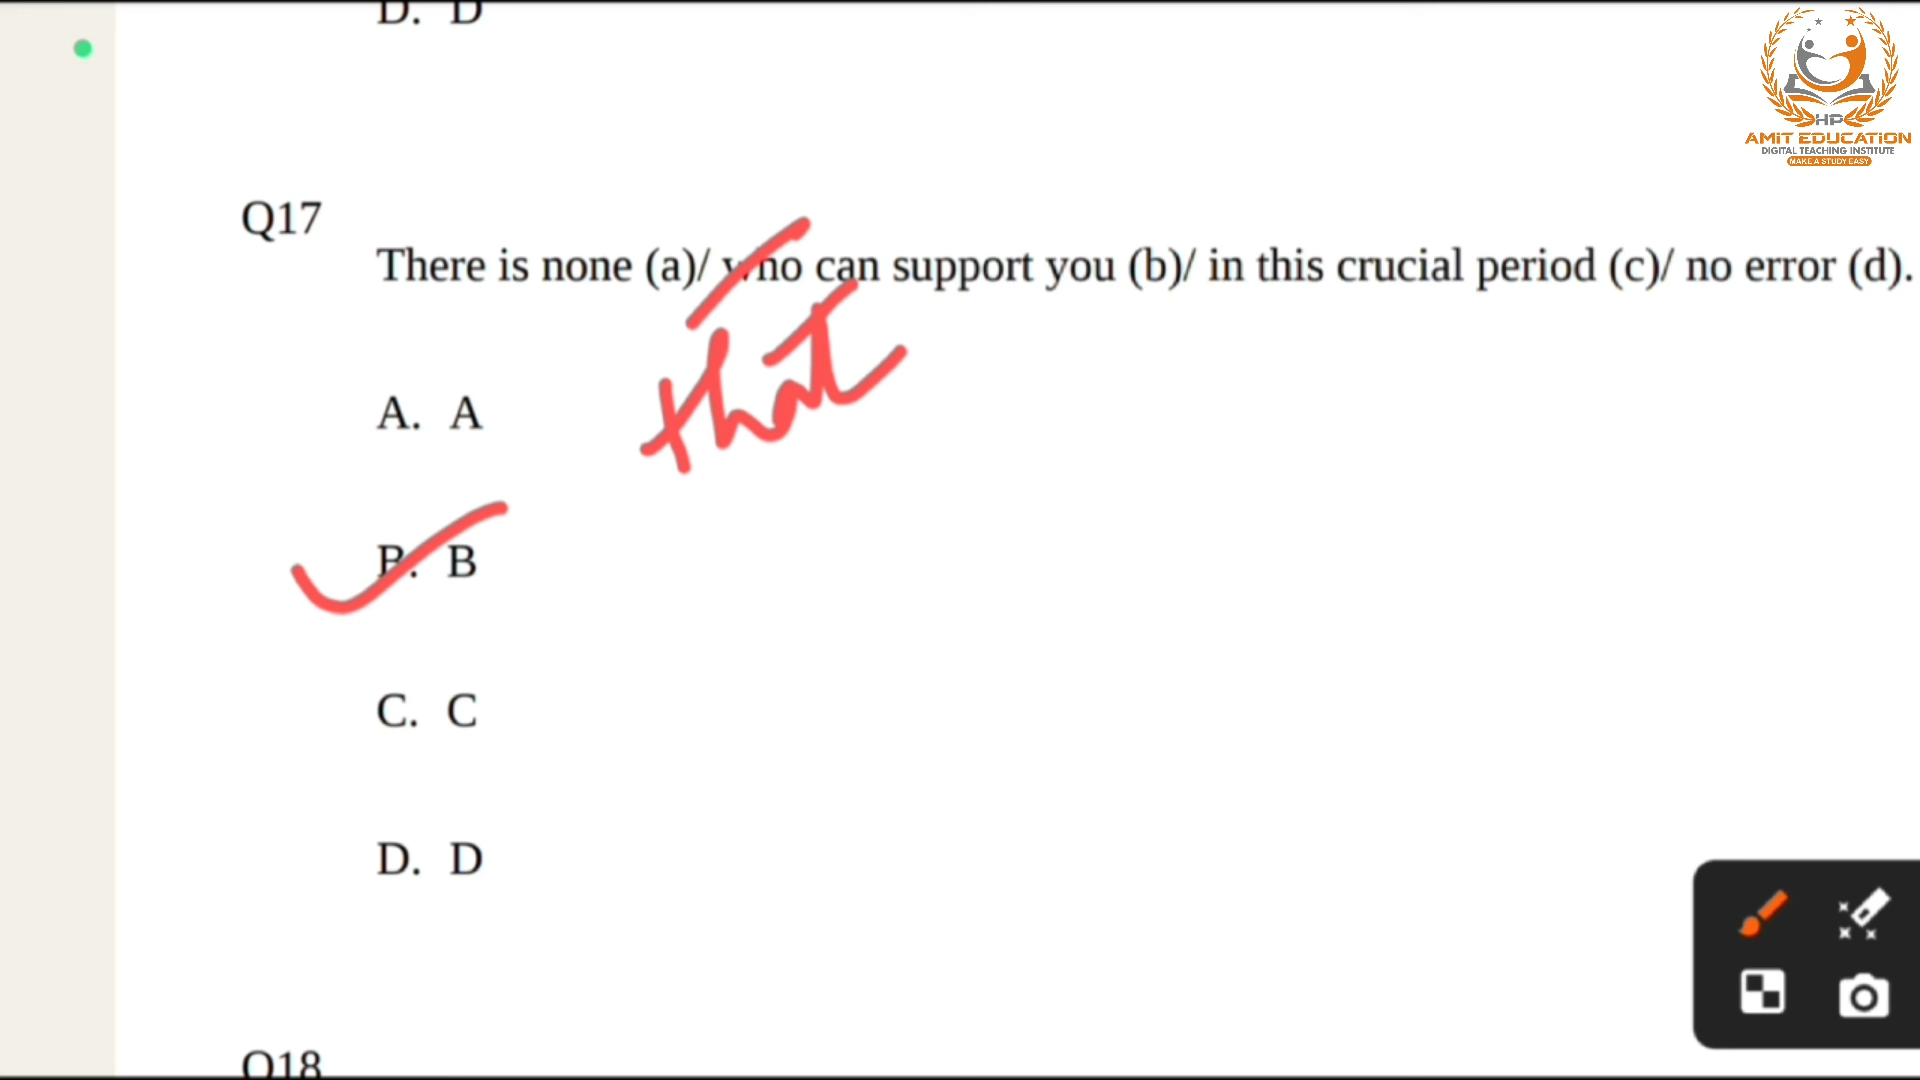 D. D
HP
AMiT EDUCATiON
DIGITAL TEACHING INSTITUTE
MAKE A STUDY EASY
Q17
There is none (a)/ who can support you (b)/ in this crucial period (c)/ no error (d).
that
A. A
B. B
C. C
D. D
Q18